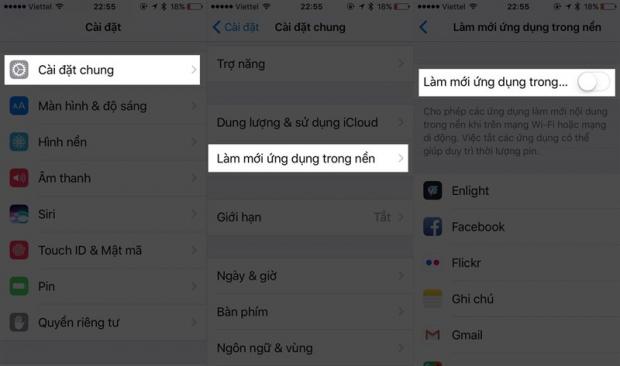 Viettel 22:55 18%
Cài đặt
Cài đặt chung
Màn hình & độ sáng
Hình nền
Âm thanh
Siri
Touch ID & Mật mã
Pin
Quyền riêng tư
Viettel 22:55 18%
Cài đặt Cài đặt chung
Trợ năng
Dung lượng & sử dụng iCloud
Làm mới ứng dụng trong nền
Giới hạn Tắt
Ngày & giờ
Bàn phím
Ngôn ngữ & vùng
Viettel 22:55 18%
Làm mới ứng dụng trong nền
Làm mới ứng dụng trong...
Cho phép các ứng dụng làm mới nội dung
trong nền khi trên mạng Wi-Fi hoặc mạng
di động. Việc tắt các ứng dụng có thể
giúp duy trì thời lượng pin.
Enlight
Facebook
Flickr
Ghi chú
Gmail